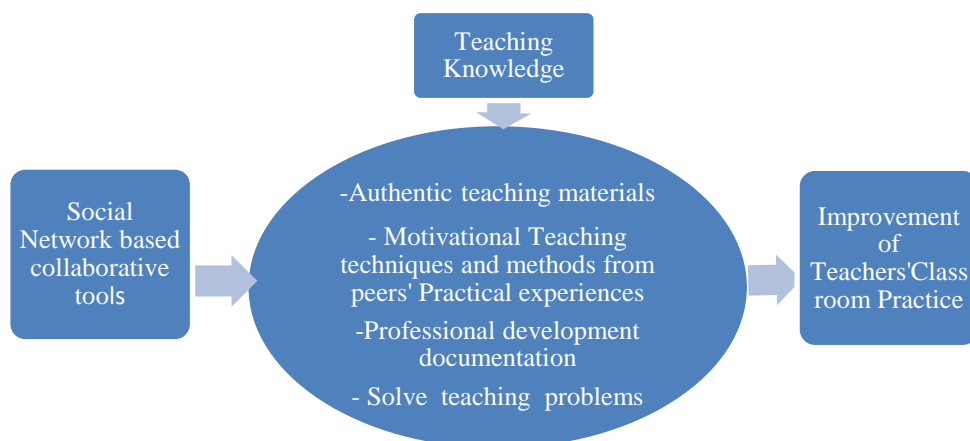 Teaching
Knowledge
Social
Network based
collaborative
tools
-Authentic teaching materials
- Motivational Teaching
techniques and methods from
peers' Practical experiences
-Professional development
documentation
- Solve teaching problems
Improvement
of
Teachers'Class
room Practice